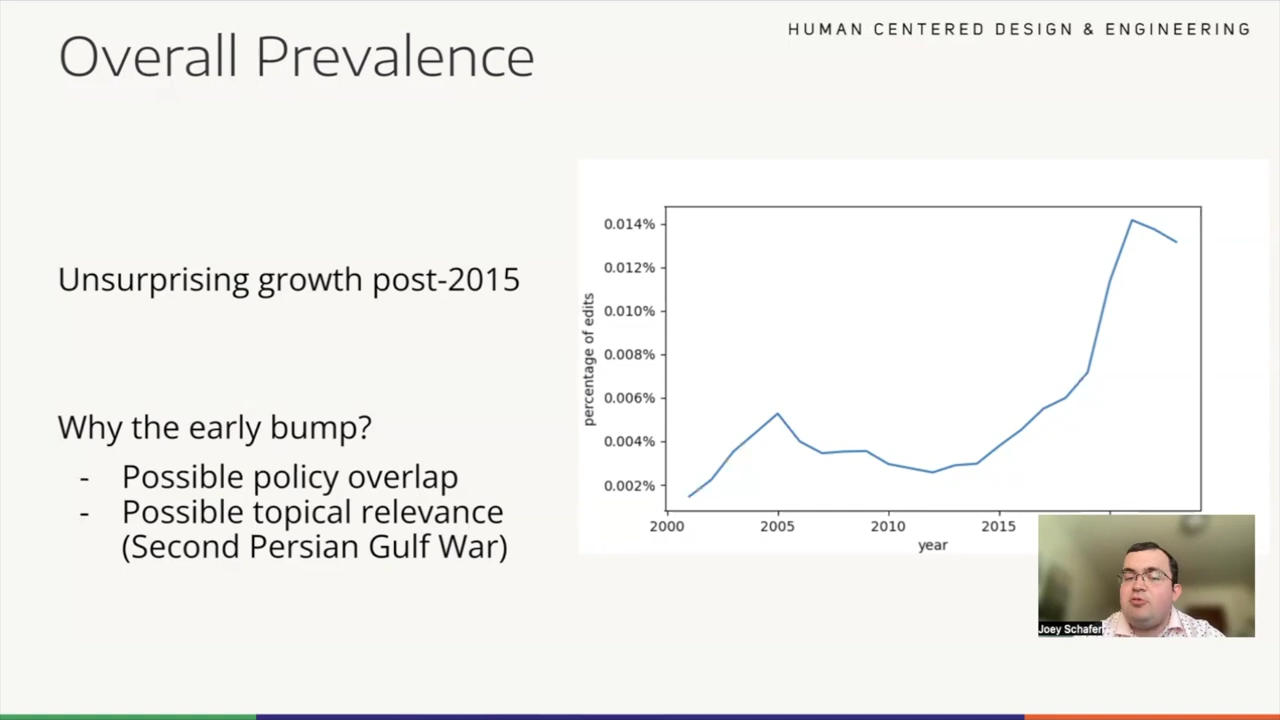 HUMAN CENTERED DESIGN & ENGINEERING
Overall Prevalence
Unsurprising growth post-2015
Why the early bump?
- Possible policy overlap
- Possible topical relevance
(Second Persian Gulf War)
percentage of edits
0.014%
0.012%
0.010%
0.008%
0.006%
0.004%
0.002%
2000 2005 2010 2015
year
Joey Schafer